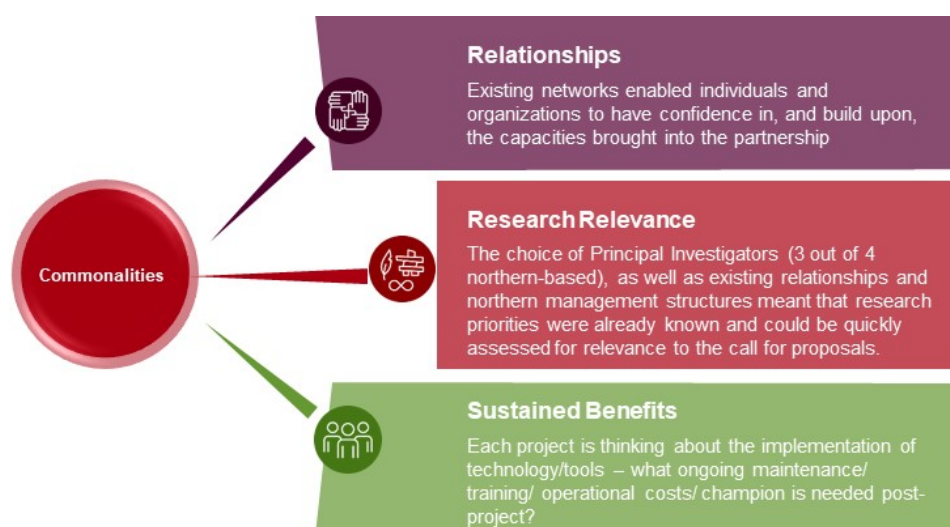 Relationships
Existing networks enabled individuals and
organizations to have confidence in, and build upon,
the capacities brought into the partnership
Commonalities
Research Relevance
The choice of Principal Investigators (3 out of 4
northern-based), as well as existing relationships and
northern management structures meant that research
priorities were already known and could be quickly
assessed for relevance to the call for proposals.
Sustained Benefits
Each project is thinking about the implementation of
technology/tools – what ongoing maintenance/
training/ operational costs/ champion is needed post-
project?